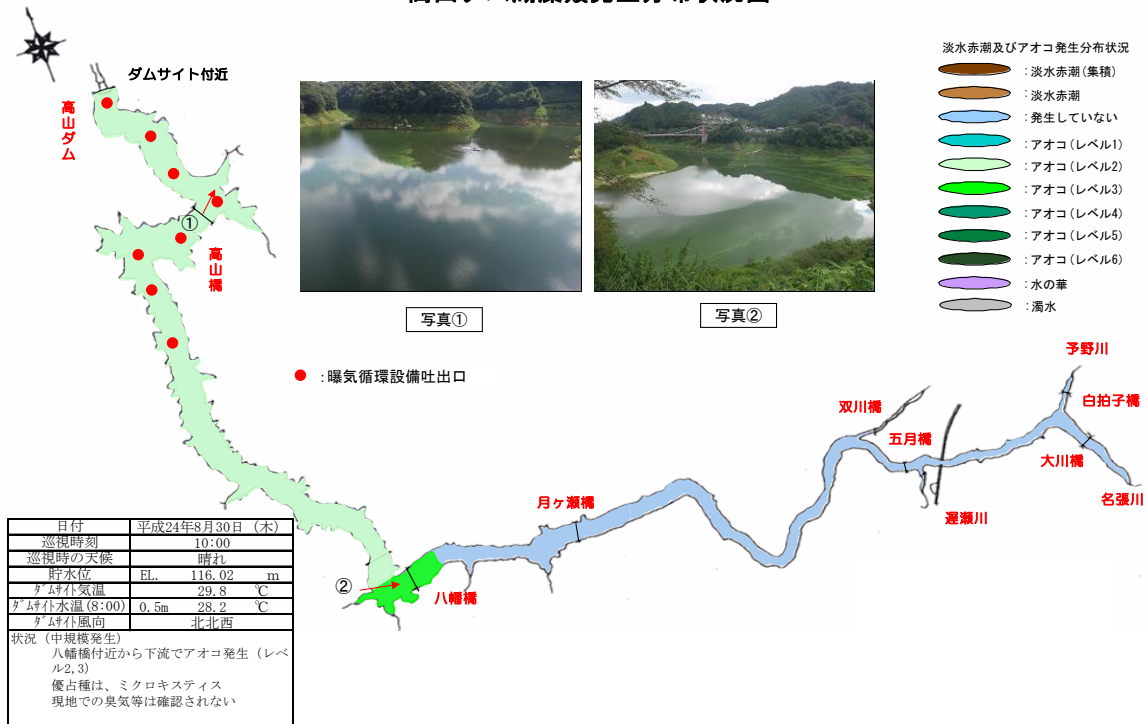 ダムサイト付近
高山ダム
①
高山橋
写真①
写真②
淡水赤潮及びアオコ発生分布状況
：淡水赤潮(集積)
：淡水赤潮
：発生していない
：アオコ(レベル1)
：アオコ(レベル2)
：アオコ(レベル3)
：アオコ(レベル4)
：アオコ(レベル5)
：アオコ(レベル6)
：水の華
：濁水
：曝気循環設備吐出口
予野川
白拍子橋
双川橋
五月橋
大川橋
名張川
遅瀬川
月ヶ瀬橋
②
八幡橋
日付 平成24年8月30日（木）
巡視時刻 10:00
巡視時の天候 晴れ
貯水位 EL. 116.02 m
ﾀﾞﾑｻｲﾄ気温 29.8 ℃
ﾀﾞﾑｻｲﾄ水温(8:00) 0.5m 28.2 ℃
ﾀﾞﾑｻｲﾄ風向 北北西
状況（中規模発生）
八幡橋付近から下流でアオコ発生（レベ
ル2,3）
優占種は、ミクロキスティス
現地での臭気等は確認されない